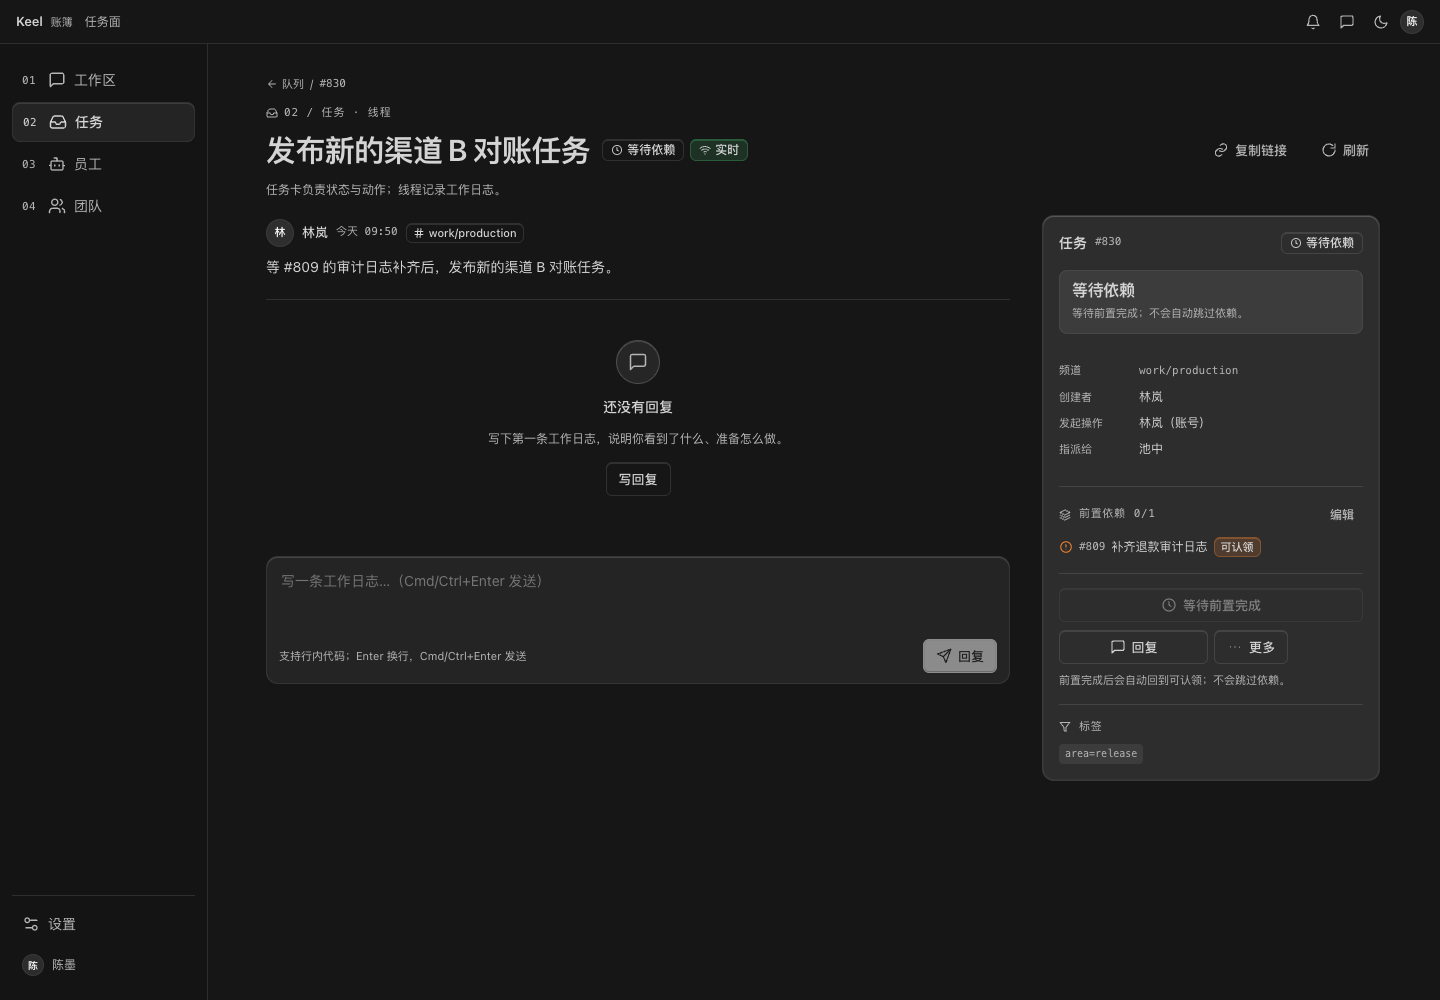 Keel 账簿 任务面
陈
01 工作区
02 任务
03 员工
04 团队
设置
陈 陈墨
队列 / #830
02 / 任务 · 线程
发布新的渠道 B 对账任务 等待依赖 实时
复制链接 刷新
任务卡负责状态与动作；线程记录工作日志。
林 林岚 今天 09:50 # work/production
等 #809 的审计日志补齐后，发布新的渠道 B 对账任务。
还没有回复
写下第一条工作日志，说明你看到了什么、准备怎么做。
写回复
写一条工作日志...（Cmd/Ctrl+Enter 发送）
支持行内代码；Enter 换行，Cmd/Ctrl+Enter 发送
回复
任务 #830 等待依赖
等待依赖
等待前置完成；不会自动跳过依赖。
频道 work/production
创建者 林岚
发起操作 林岚（账号）
指派给 池中
前置依赖 0/1 编辑
#809 补齐退款审计日志 可认领
等待前置完成
回复 ··· 更多
前置完成后会自动回到可认领；不会跳过依赖。
标签
area=release